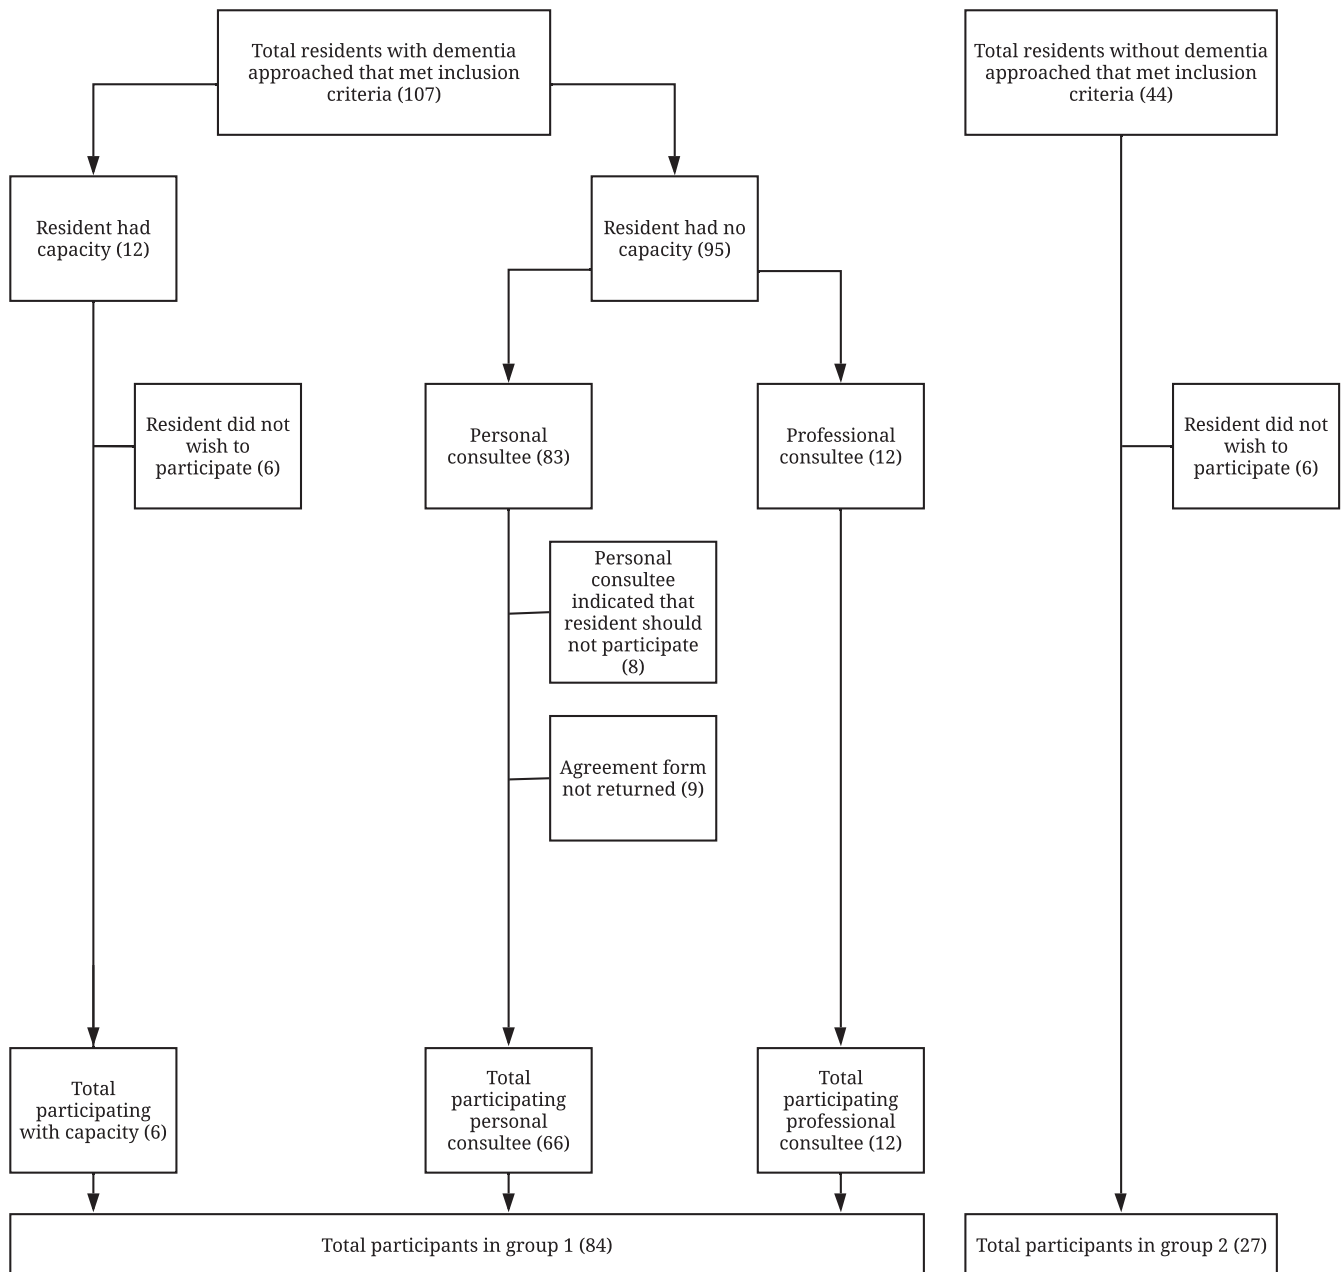 Total residents with dementia
approached that met inclusion
criteria (107)
Total residents without dementia
approached that met inclusion
criteria (44)
Resident had
capacity (12)
Resident had no
capacity (95)
Resident did not
wish to
participate (6)
Personal
consultee (83)
Professional
consultee (12)
Resident did not
wish to
participate (6)
Personal
consultee
indicated that
resident should
not participate
(8)
Agreement form
not returned (9)
Total
participating
with capacity (6)
Total
participating
personal
consultee (66)
Total
participating
professional
consultee (12)
Total participants in group 1 (84)
Total participants in group 2 (27)